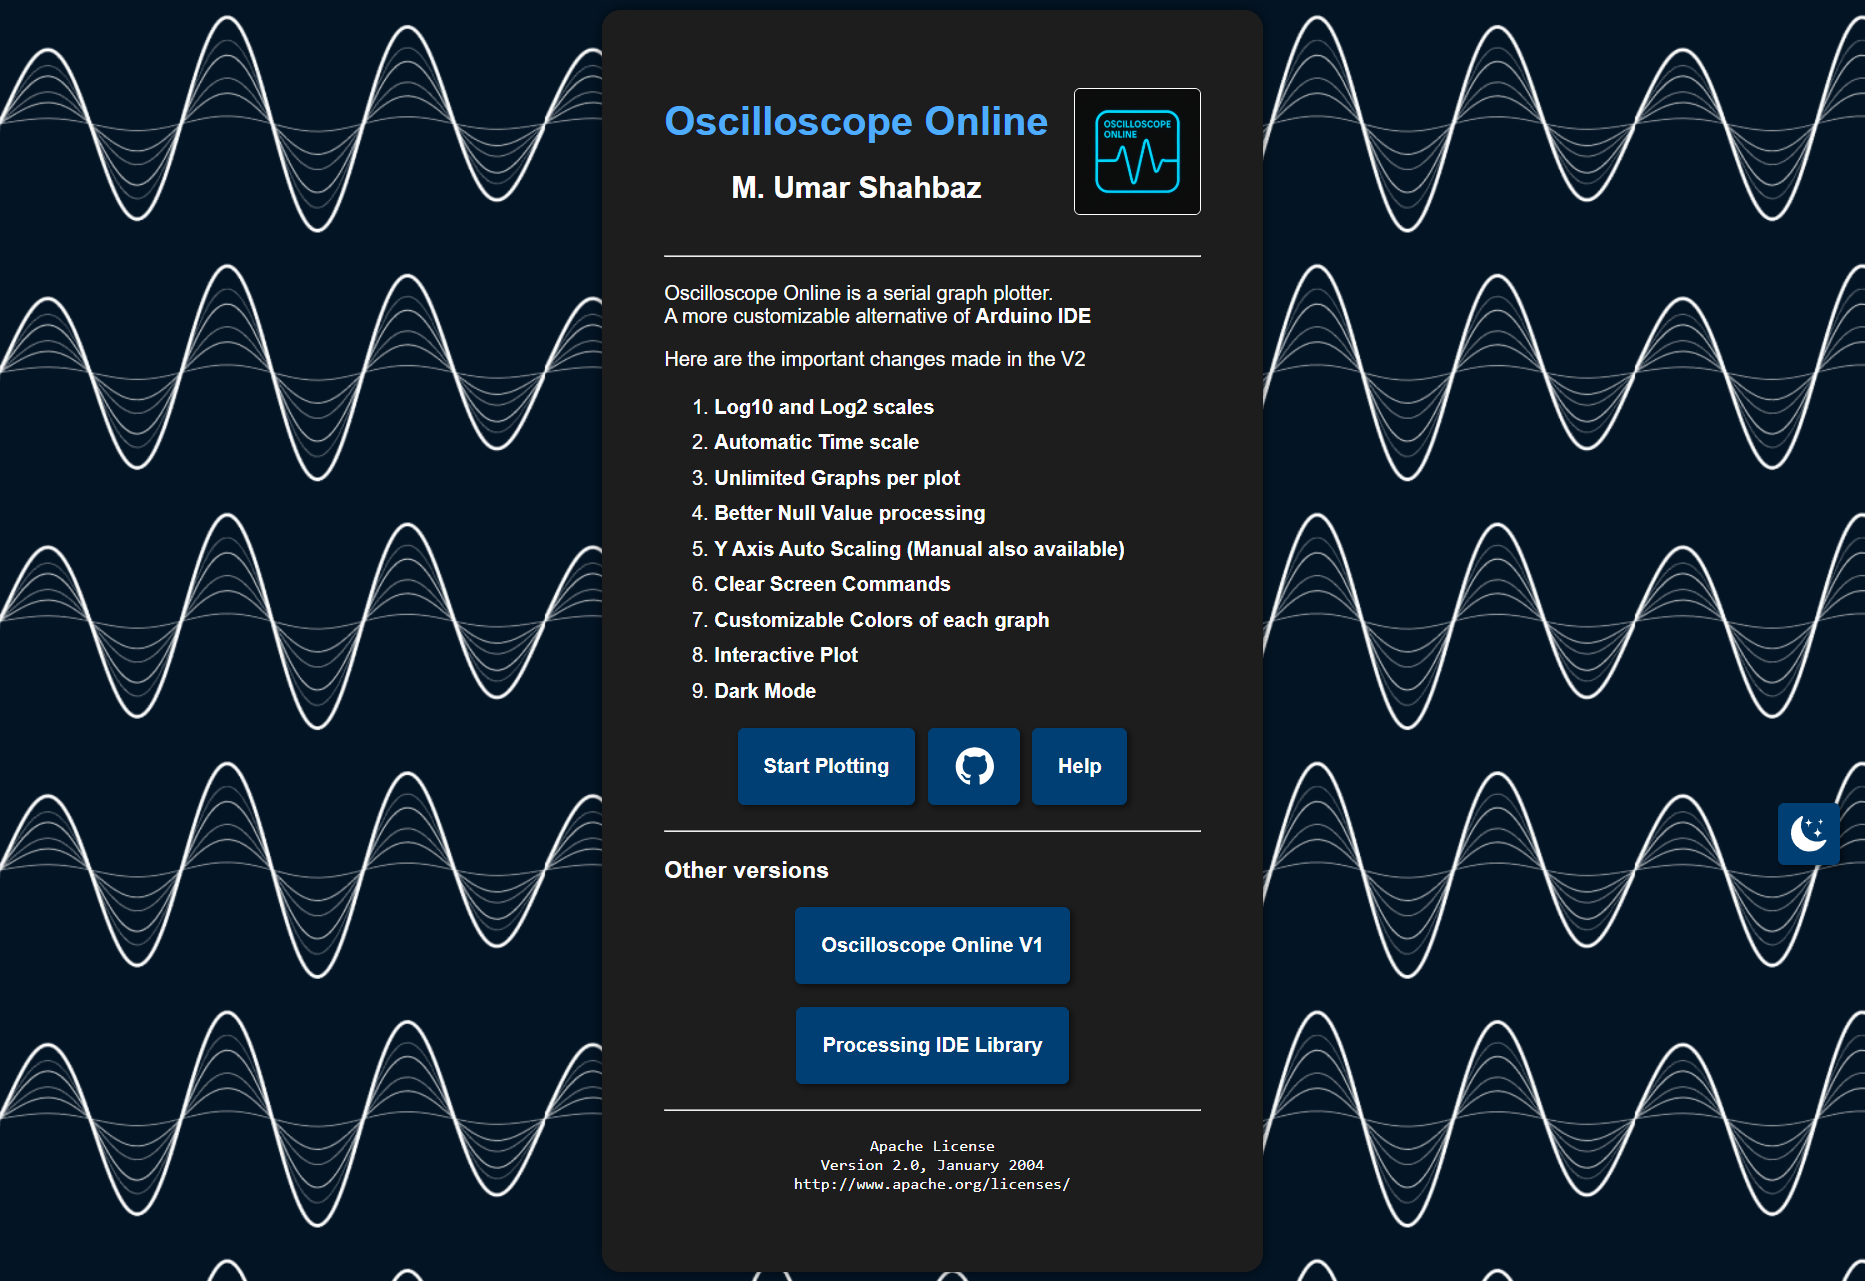 Oscilloscope Online
OSCILLOSCOPE
ONLINE
M. Umar Shahbaz
Oscilloscope Online is a serial graph plotter.
A more customizable alternative of Arduino IDE
Here are the important changes made in the V2
1. Log10 and Log2 scales
2. Automatic Time scale
3. Unlimited Graphs per plot
4. Better Null Value processing
5. Y Axis Auto Scaling (Manual also available)
6. Clear Screen Commands
7. Customizable Colors of each graph
8. Interactive Plot
9. Dark Mode
Start Plotting
Help
Other versions
Oscilloscope Online V1
Processing IDE Library
Apache License
Version 2.0, January 2004
http://www.apache.org/licenses/